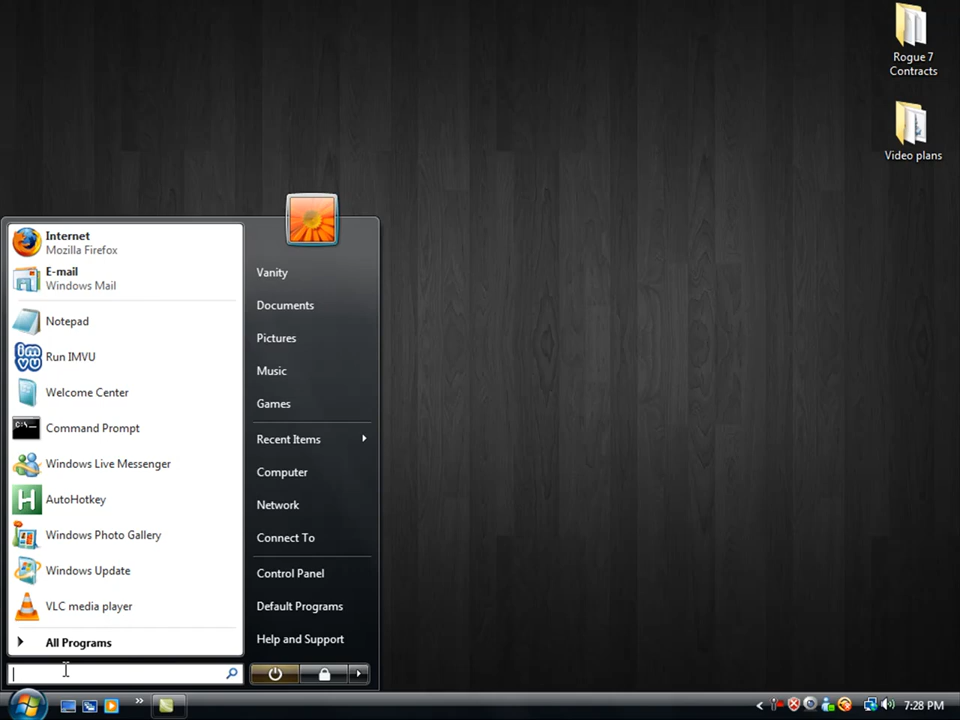 Rogue 7
Contracts
Video plans
Internet
Mozilla Firefox
E-mail
Windows Mail
Notepad
Run IMVU
Welcome Center
Command Prompt
Windows Live Messenger
AutoHotkey
Windows Photo Gallery
Windows Update
VLC media player
All Programs
Vanity
Documents
Pictures
Music
Games
Recent Items
Computer
Network
Connect To
Control Panel
Default Programs
Help and Support
7:28 PM